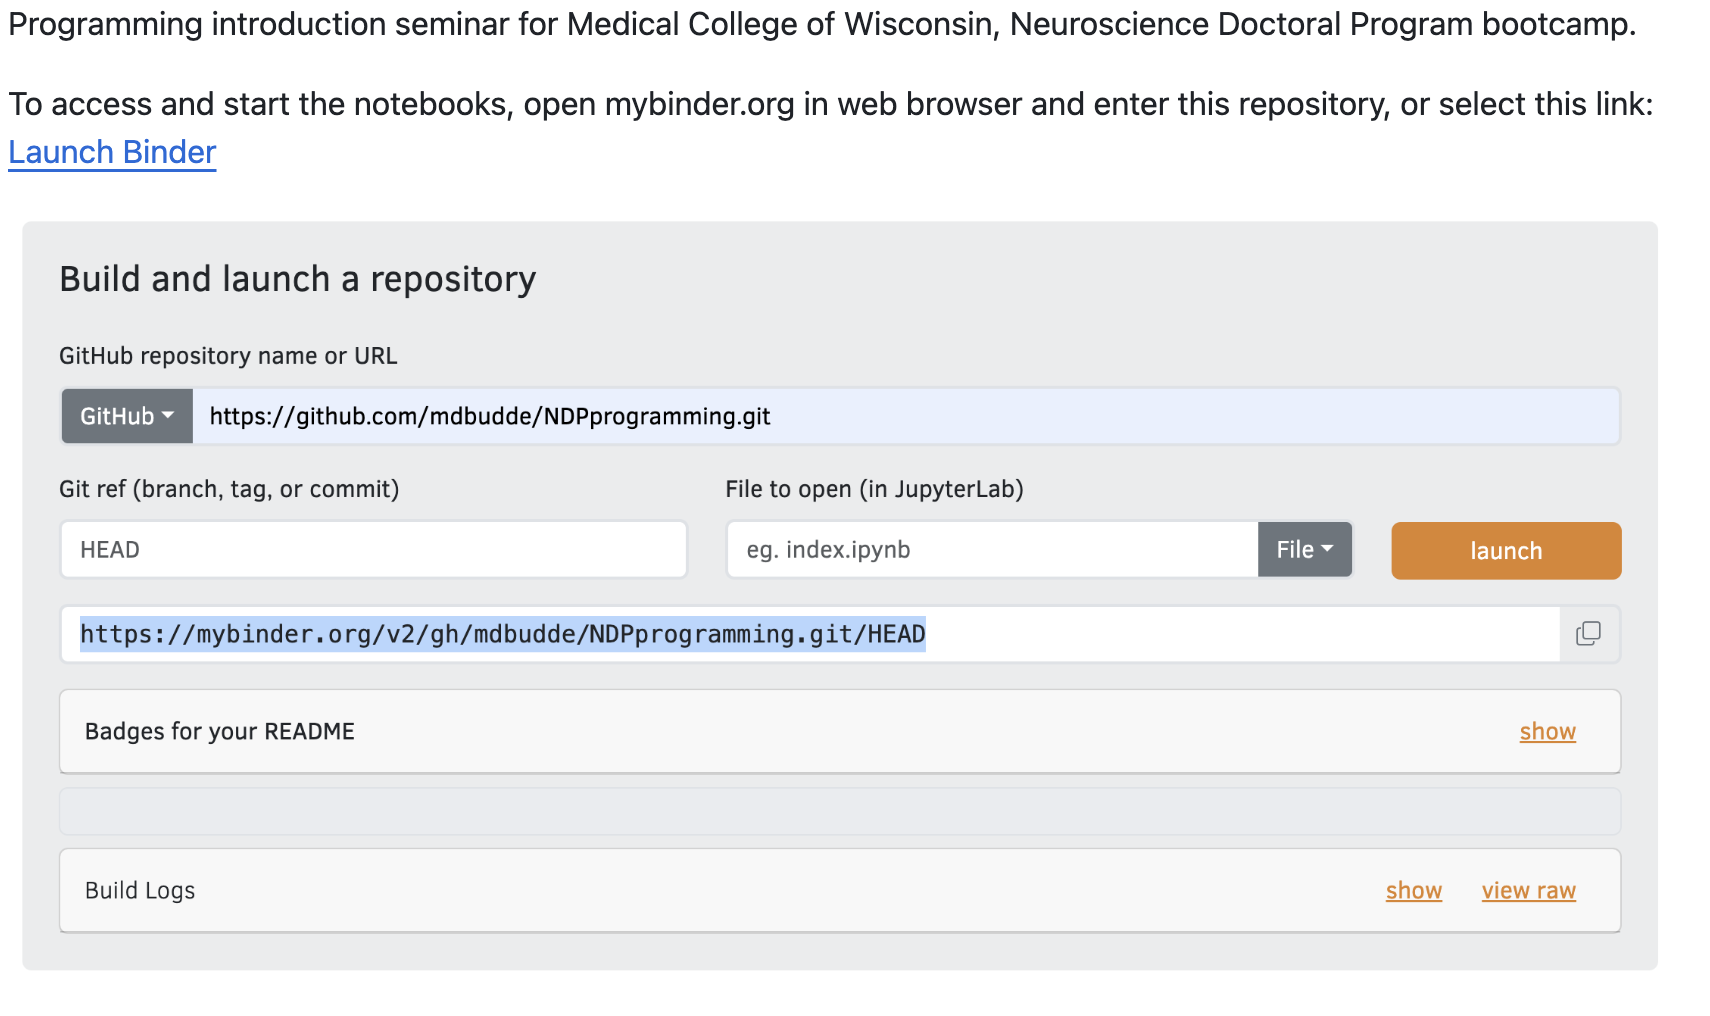 Programming introduction seminar for Medical College of Wisconsin, Neuroscience Doctoral Program bootcamp.
To access and start the notebooks, open mybinder.org in web browser and enter this repository, or select this link:
Launch Binder
Build and launch a repository
GitHub repository name or URL
GitHub https://github.com/mdbudde/NDPprogramming.git
Git ref (branch, tag, or commit) File to open (in JupyterLab)
HEAD eg. index.ipynb File launch
https://mybinder.org/v2/gh/mdbudde/NDPprogramming.git/HEAD
Badges for your README show
Build Logs show view raw